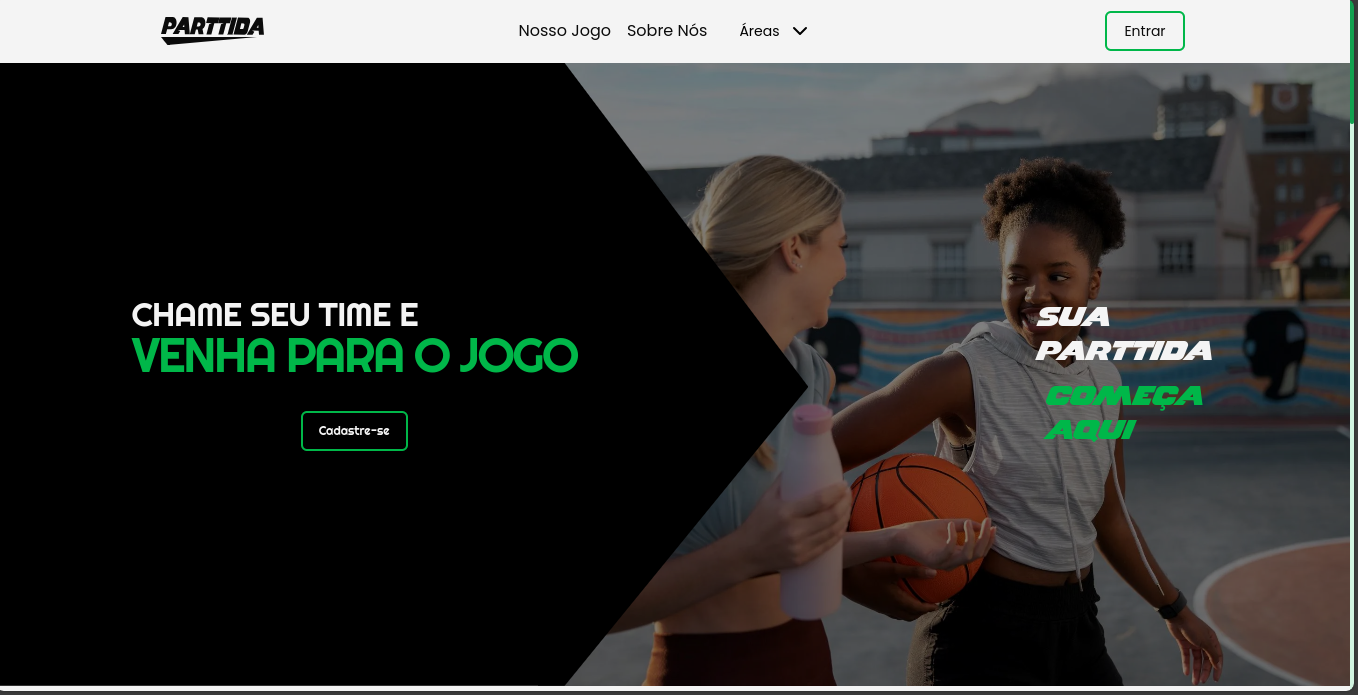 PARTTIDA
Nosso Jogo
Sobre Nós
Áreas
Entrar
CHAME SEU TIME E
VENHA PARA O JOGO
Cadastre-se
SUA
PARTTIDA
COMEÇA
AQUI